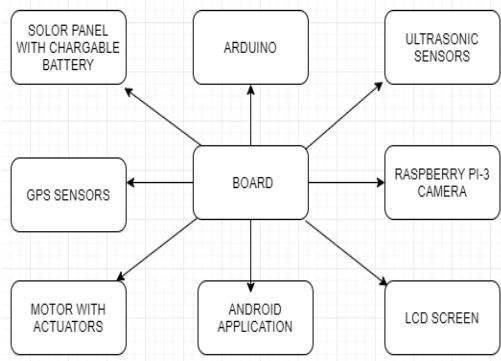 SOLOR PANEL
WITH CHARGABLE
BATTERY
ARDUINO
ULTRASONIC
SENSORS
GPS SENSORS
BOARD
RASPBERRY PI-3
CAMERA
MOTOR WITH
ACTUATORS
ANDROID
APPLICATION
LCD SCREEN